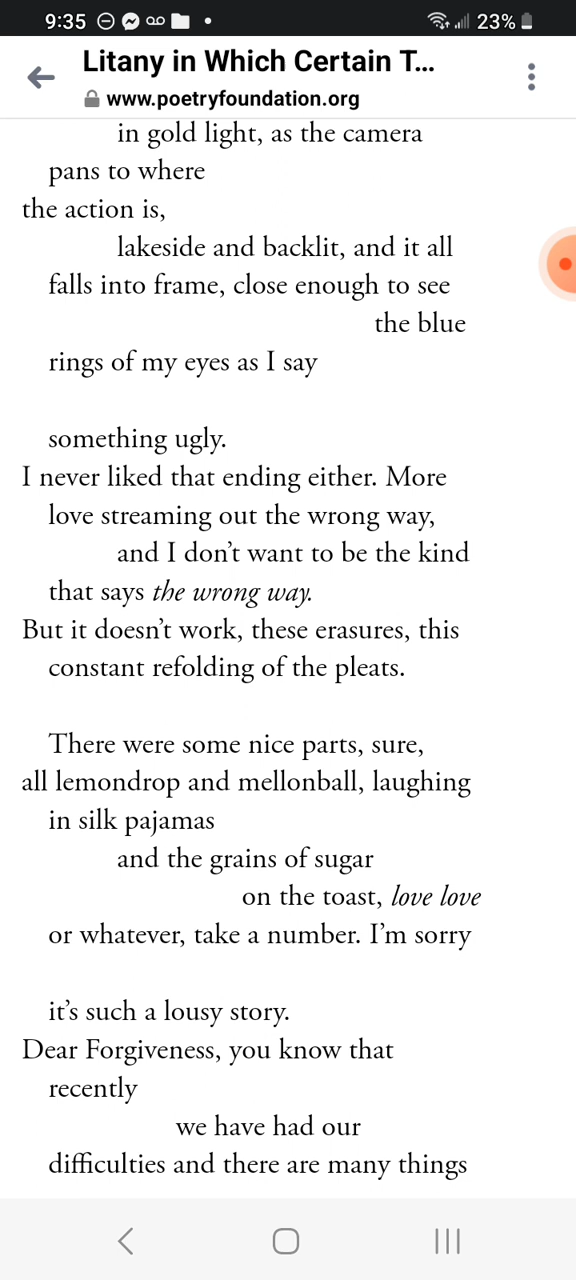 9:35
23%
Litany in Which Certain T...
www.poetryfoundation.org
in gold light, as the camera
pans to where
the action is,
lakeside and backlit, and it all
falls into frame, close enough to see
the blue
rings of my eyes as I say
something ugly.
I never liked that ending either. More
love streaming out the wrong way,
and I don’t want to be the kind
that says the wrong way.
But it doesn’t work, these erasures, this
constant refolding of the pleats.
There were some nice parts, sure,
all lemondrop and mellonball, laughing
in silk pajamas
and the grains of sugar
on the toast, love love
or whatever, take a number. I’m sorry
it’s such a lousy story.
Dear Forgiveness, you know that
recently
we have had our
difficulties and there are many things